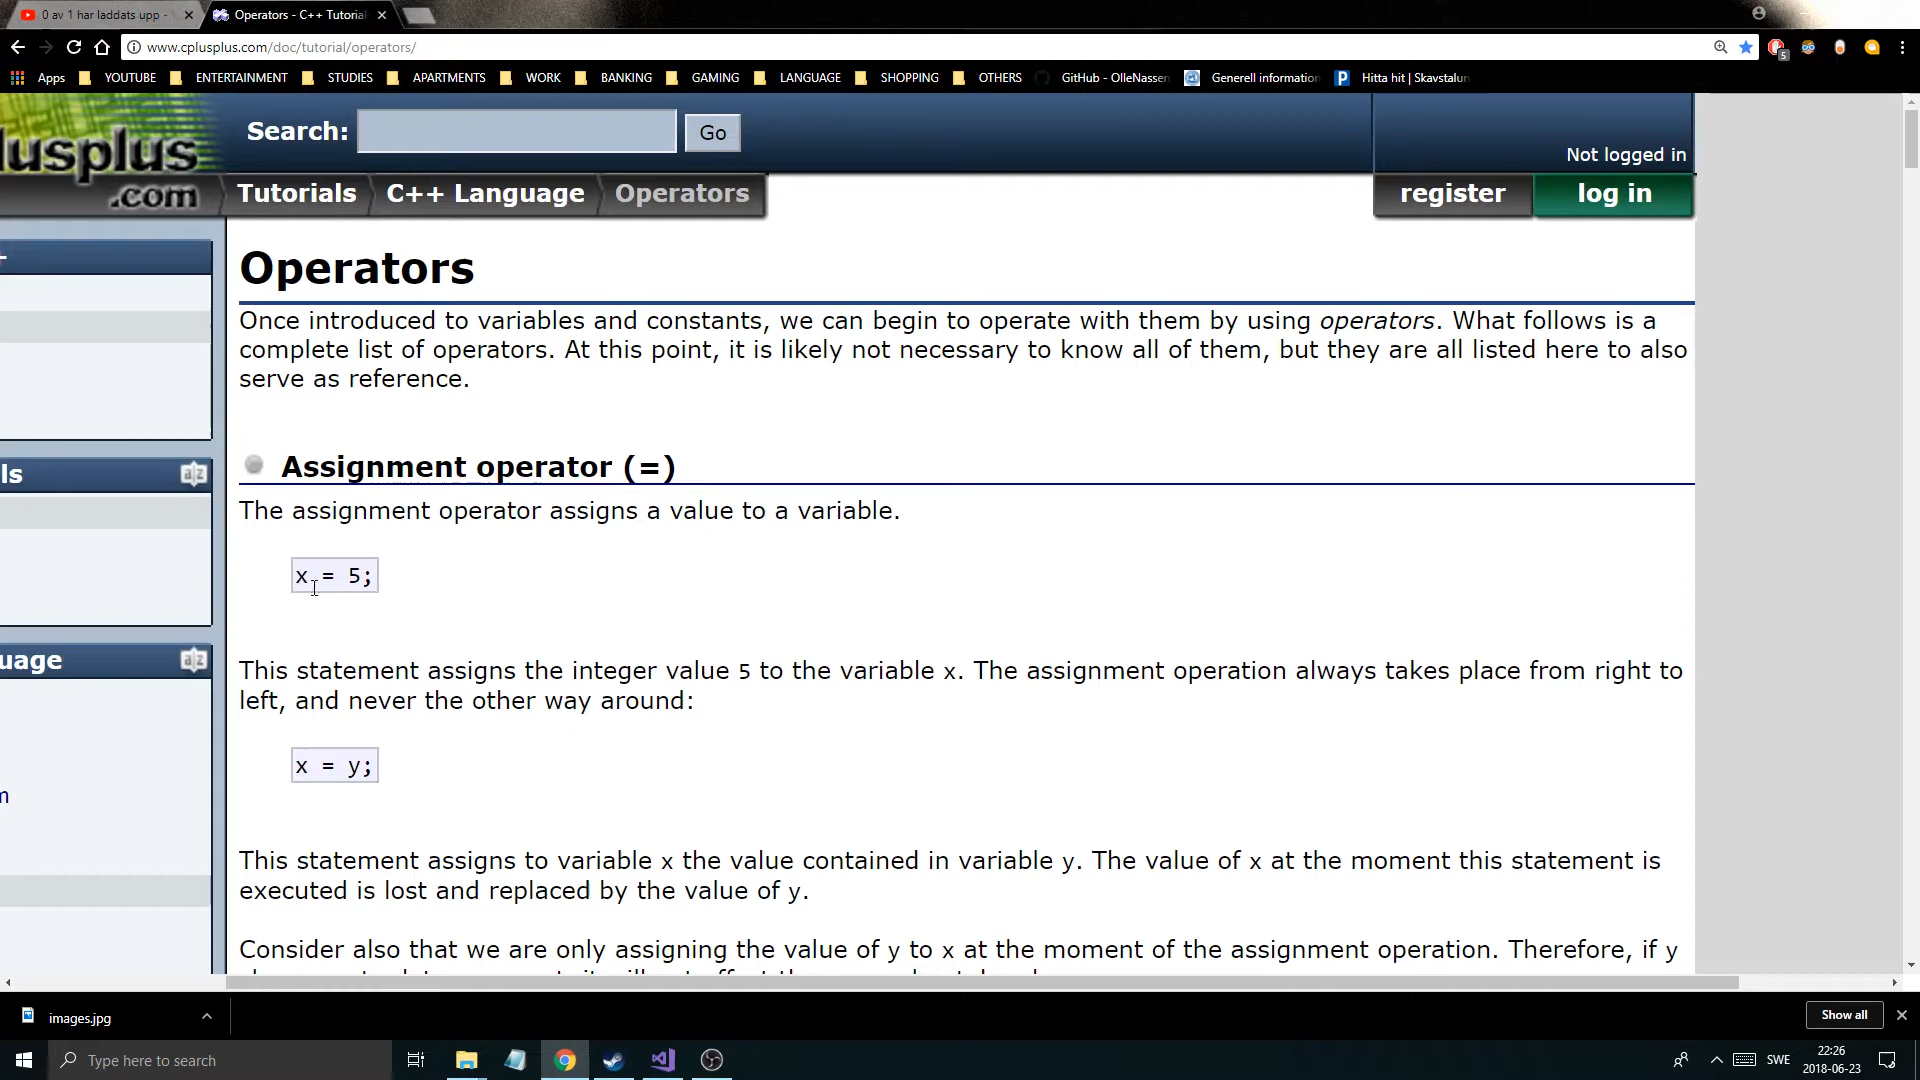 0 av 1 har laddats upp -
Operators - C++ Tutorial
www.cplusplus.com/doc/tutorial/operators/
5
Apps YOUTUBE ENTERTAINMENT STUDIES APARTMENTS WORK BANKING GAMING LANGUAGE SHOPPING OTHERS GitHub - OlleNassen Generell information Hitta hit | Skavstalun
lusplus
.com
Search:
Go
Not logged in
Tutorials C++ Language Operators
register log in
Operators
Once introduced to variables and constants, we can begin to operate with them by using operators. What follows is a
complete list of operators. At this point, it is likely not necessary to know all of them, but they are all listed here to also
serve as reference.
Assignment operator (=)
The assignment operator assigns a value to a variable.
ls
x = 5;
uage
This statement assigns the integer value 5 to the variable x. The assignment operation always takes place from right to
left, and never the other way around:
x = y;
This statement assigns to variable x the value contained in variable y. The value of x at the moment this statement is
executed is lost and replaced by the value of y.
Consider also that we are only assigning the value of y to x at the moment of the assignment operation. Therefore, if y
images.jpg
Show all
Type here to search
SWE
22:26
2018-06-23